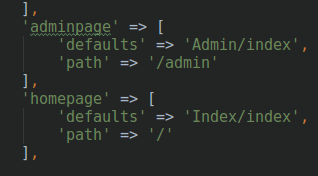 ],
'adminpage' => [
'defaults' => 'Admin/index',
'path' => '/admin'
],
'homepage' => [
'defaults' => 'Index/index',
'path' => '/'
],